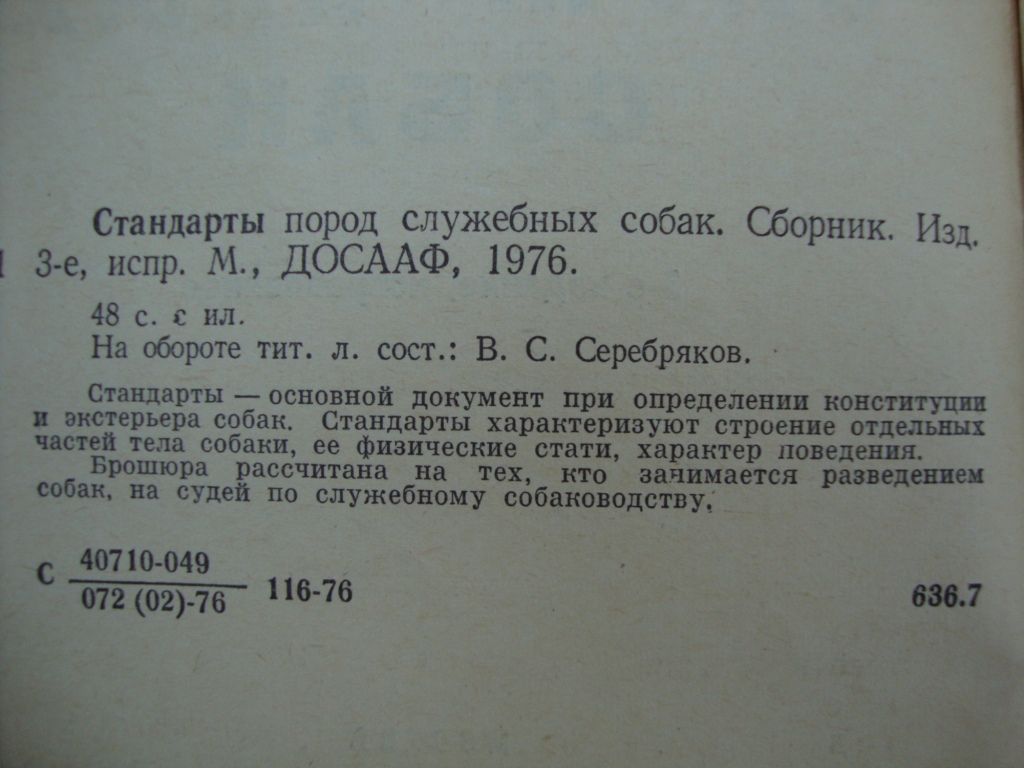 Стандарты пород служебных собак. Сборник. Изд.
3-е, испр. М., ДОСААФ, 1976.
48 с. с ил.
На обороте тит. л. сост.: В. С. Серебряков.
Стандарты — основной документ при определении конституции
и экстерьера собак. Стандарты характеризуют строение отдельных
частей тела собаки, ее физические стати, характер поведения.
Брошюра рассчитана на тех, кто занимается разведением
собак, на судей по служебному собаководству.
С 40710-049
072 (02)-76 116-76 636.7